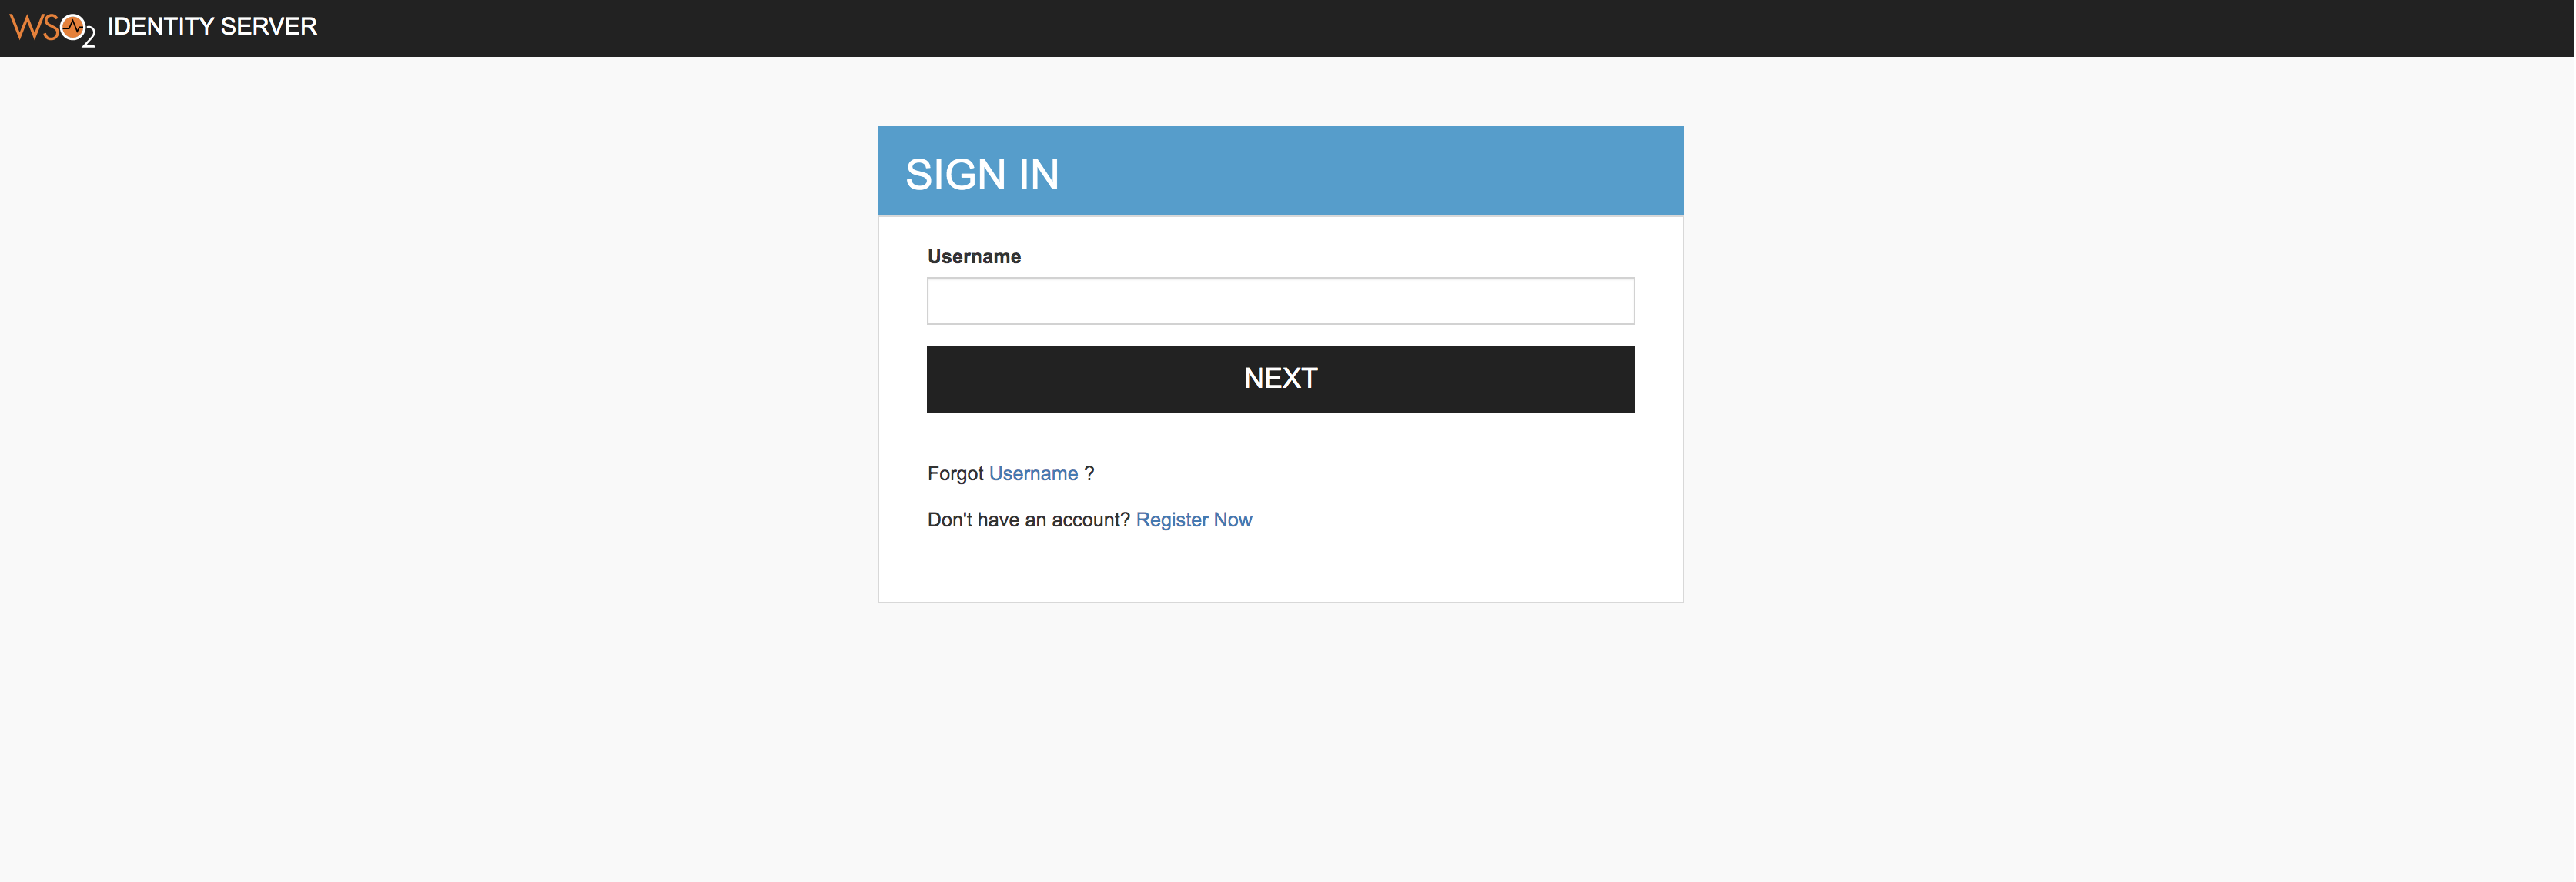 WSO2 IDENTITY SERVER
SIGN IN
Username
NEXT
Forgot Username ?
Don't have an account? Register Now